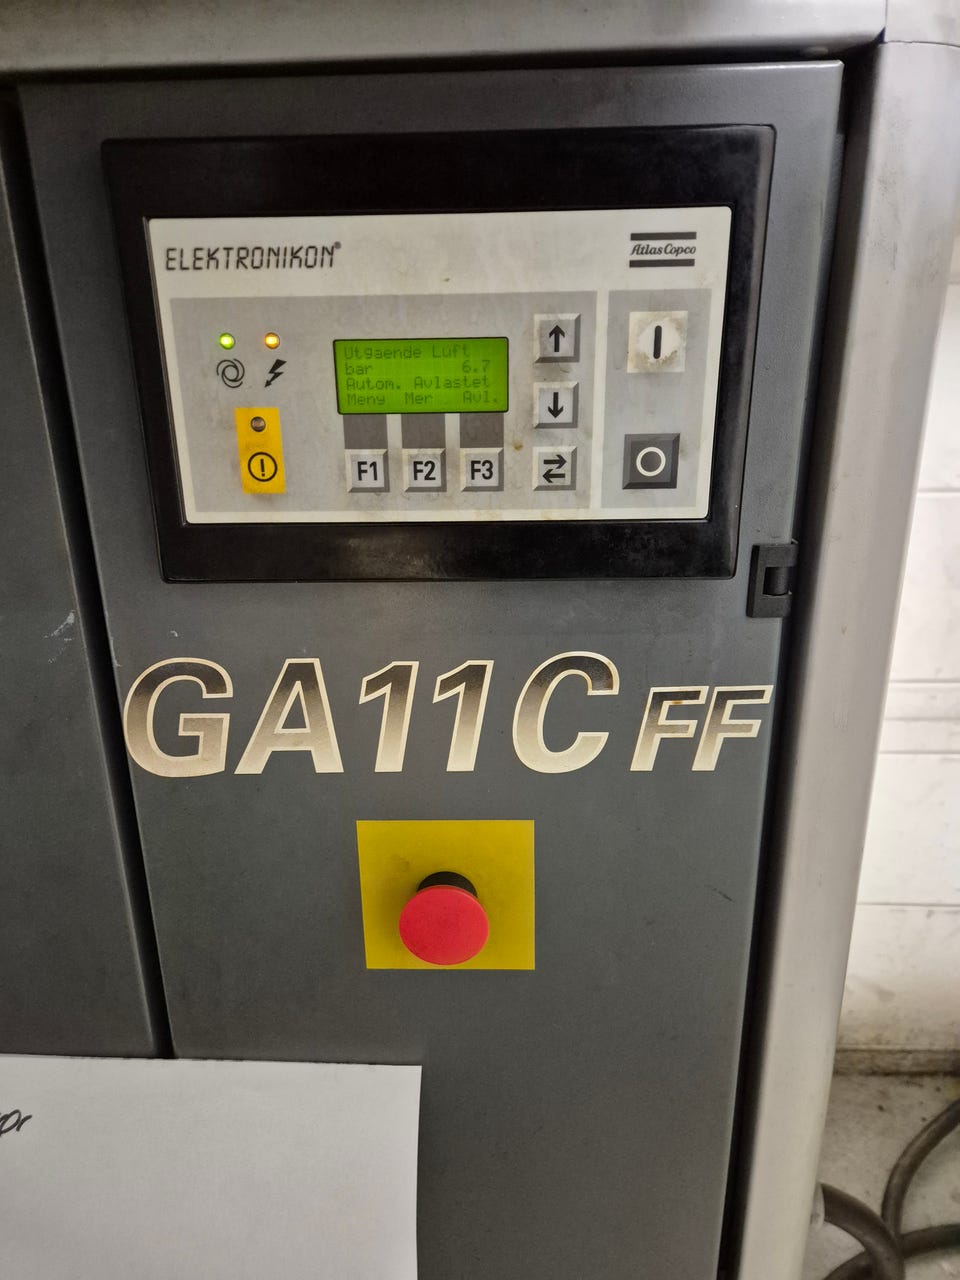 ELEKTRONIKON®
Atlas Copco
Utgaende Luft
bar 6.7
Autom. Avlastet
Meny Mer Avl.
F1 F2 F3
GA11C FF